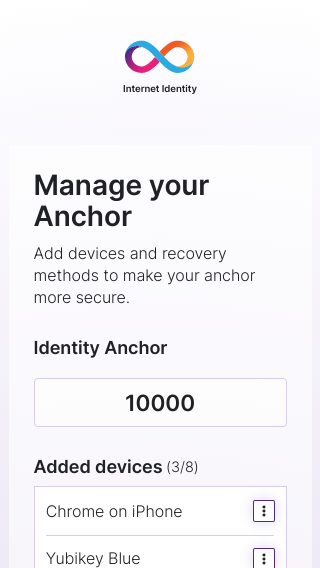 Internet Identity
Manage your
Anchor
Add devices and recovery
methods to make your anchor
more secure.
Identity Anchor
10000
Added devices (3/8)
Chrome on iPhone
Yubikey Blue